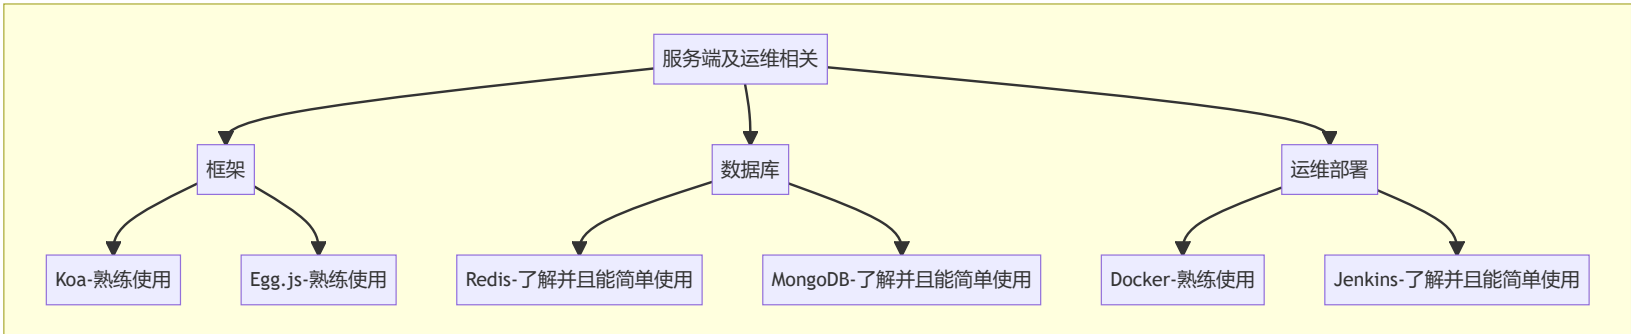 服务端及运维相关
框架
数据库
运维部署
Koa-熟练使用
Egg.js-熟练使用
Redis-了解并且能简单使用
MongoDB-了解并且能简单使用
Docker-熟练使用
Jenkins-了解并且能简单使用